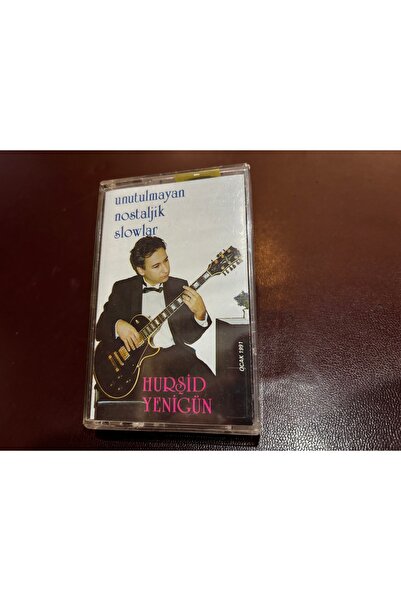 unutulmayan
nostaljik
slowlar
HURŞİD
YENİGÜN
OCAK 1991